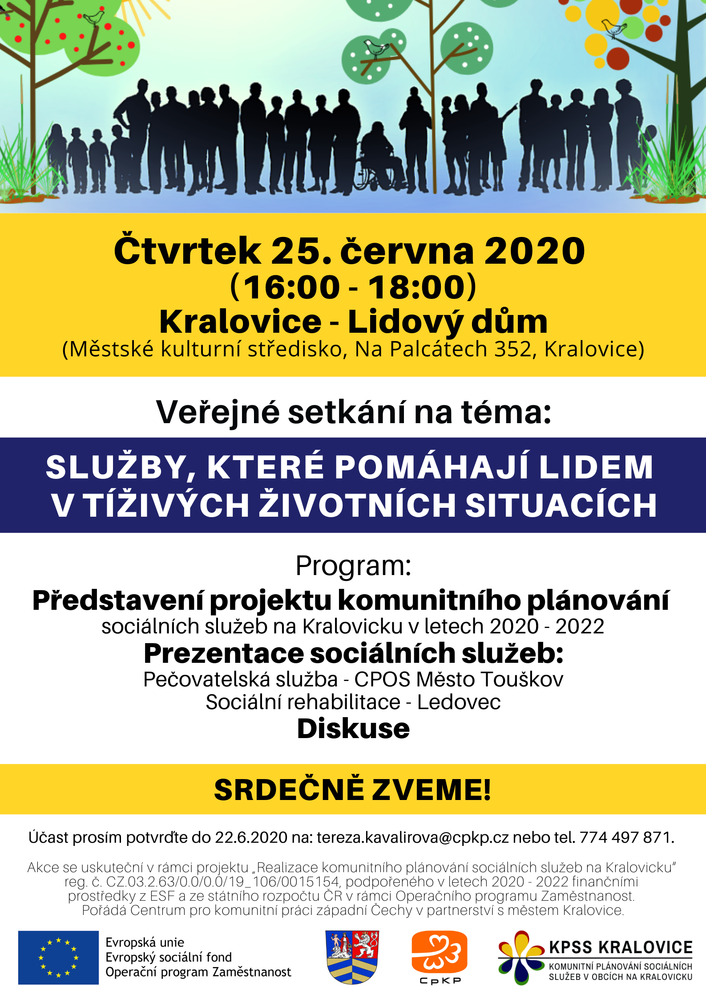 Čtvrtek 25. června 2020
(16:00 - 18:00)
Kralovice - Lidový dům
(Městské kulturní středisko, Na Palcátech 352, Kralovice)
Veřejné setkání na téma:
SLUŽBY, KTERÉ POMÁHAJÍ LIDEM
V TÍŽIVÝCH ŽIVOTNÍCH SITUACÍCH
Program:
Představení projektu komunitního plánování
sociálních služeb na Kralovicku v letech 2020 - 2022
Prezentace sociálních služeb:
Pečovatelská služba - CPOS Město Touškov
Sociální rehabilitace - Ledovec
Diskuse
SRDEČNĚ ZVEME!
Účast prosím potvrďte do 22.6.2020 na: tereza.kavalirova@cpkp.cz nebo tel. 774 497 871.
Akce se uskuteční v rámci projektu „Realizace komunitního plánování sociálních služeb na Kralovicku“
reg. č. CZ.03.2.63/0.0/0.0/19_106/0015154, podpořeného v letech 2020 - 2022 finančními
prostředky z ESF a ze státního rozpočtu ČR v rámci Operačního programu Zaměstnanost.
Pořádá Centrum pro komunitní práci západní Čechy v partnerství s městem Kralovice.
Evropská unie
Evropský sociální fond
Operační program Zaměstnanost
CpKP
KPSS KRALOVICE
KOMUNITNÍ PLÁNOVÁNÍ SOCIÁLNÍCH
SLUŽEB V OBCÍCH NA KRALOVICKU